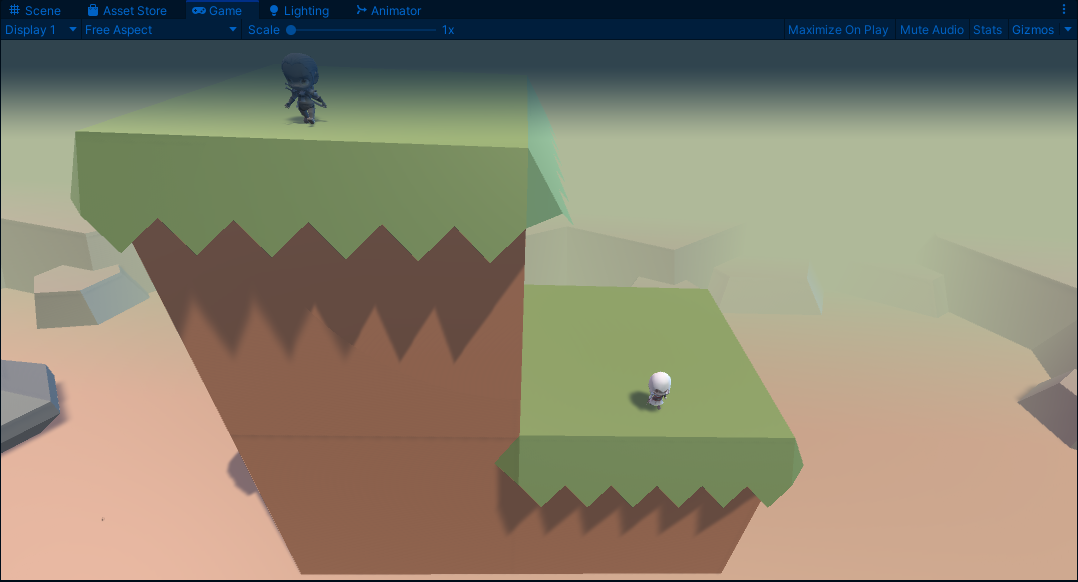 Scene Asset Store Game Lighting Animator
Display 1 Free Aspect Scale 1x Maximize On Play Mute Audio Stats Gizmos